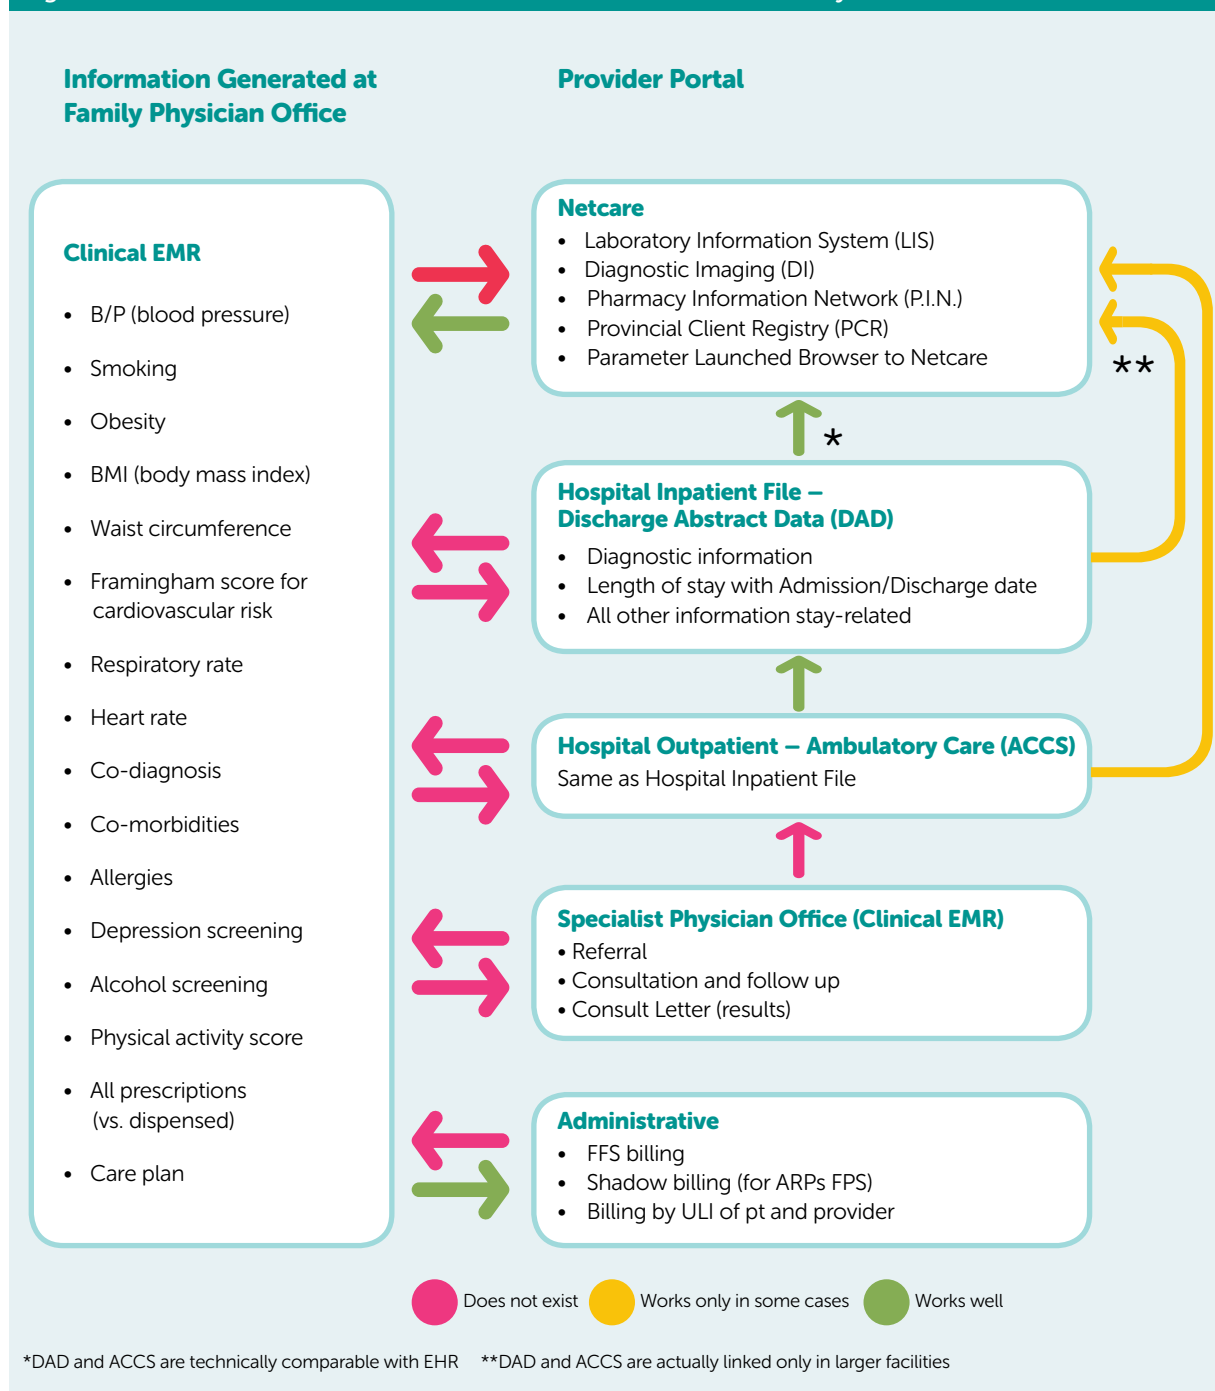 Information Generated at
Family Physician Office
Provider Portal
Clinical EMR
• B/P (blood pressure)
• Smoking
• Obesity
• BMI (body mass index)
• Waist circumference
• Framingham score for
cardiovascular risk
• Respiratory rate
• Heart rate
• Co-diagnosis
• Co-morbidities
• Allergies
• Depression screening
• Alcohol screening
• Physical activity score
• All prescriptions
(vs. dispensed)
• Care plan
Netcare
• Laboratory Information System (LIS)
• Diagnostic Imaging (DI)
• Pharmacy Information Network (P.I.N.)
• Provincial Client Registry (PCR)
• Parameter Launched Browser to Netcare
**
*
Hospital Inpatient File –
Discharge Abstract Data (DAD)
• Diagnostic information
• Length of stay with Admission/Discharge date
• All other information stay-related
Hospital Outpatient – Ambulatory Care (ACCS)
Same as Hospital Inpatient File
Specialist Physician Office (Clinical EMR)
• Referral
• Consultation and follow up
• Consult Letter (results)
Administrative
• FFS billing
• Shadow billing (for ARPs FPS)
• Billing by ULI of pt and provider
Does not exist
Works only in some cases
Works well
*DAD and ACCS are technically comparable with EHR **DAD and ACCS are actually linked only in larger facilities